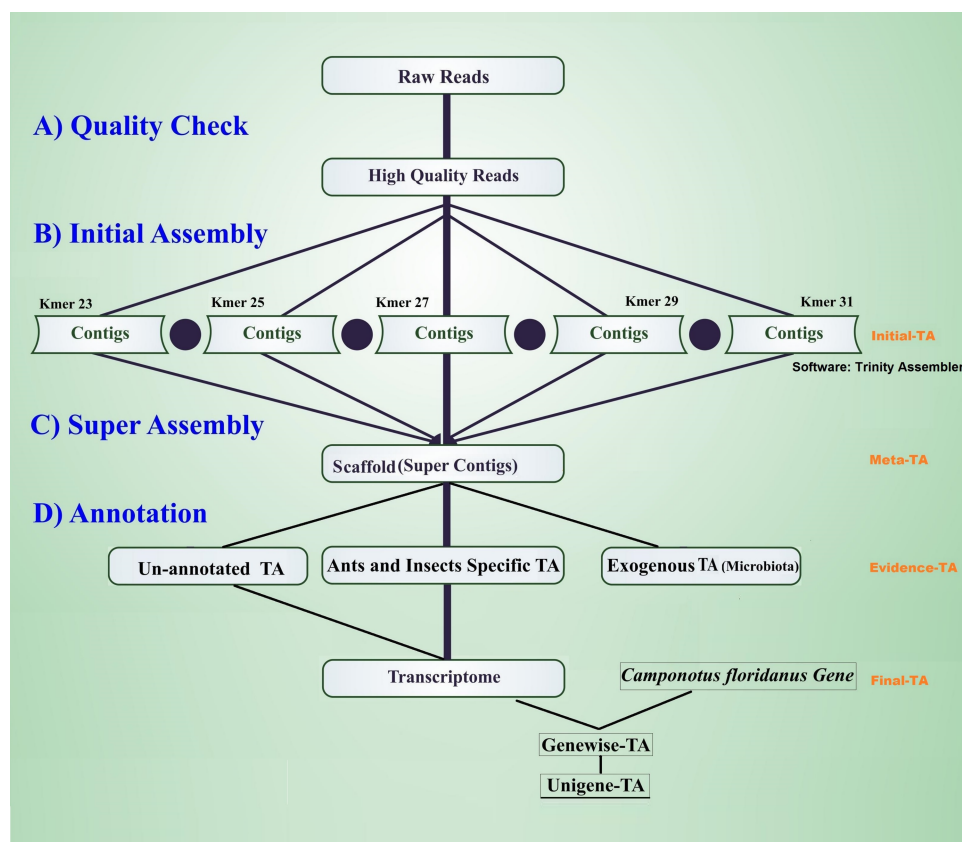 Raw Reads
A) Quality Check
High Quality Reads
B) Initial Assembly
Kmer 23
Kmer 25
Kmer 27
Kmer 29
Kmer 31
Contigs
Contigs
Contigs
Contigs
Contigs
Initial-TA
Software: Trinity Assembler
C) Super Assembly
Scaffold(Super Contigs)
Meta-TA
D) Annotation
Un-annotated TA
Ants and Insects Specific TA
Exogenous TA (Microbiota)
Evidence-TA
Transcriptome
Camponotus floridanus Gene
Final-TA
Genewise-TA
Unigene-TA